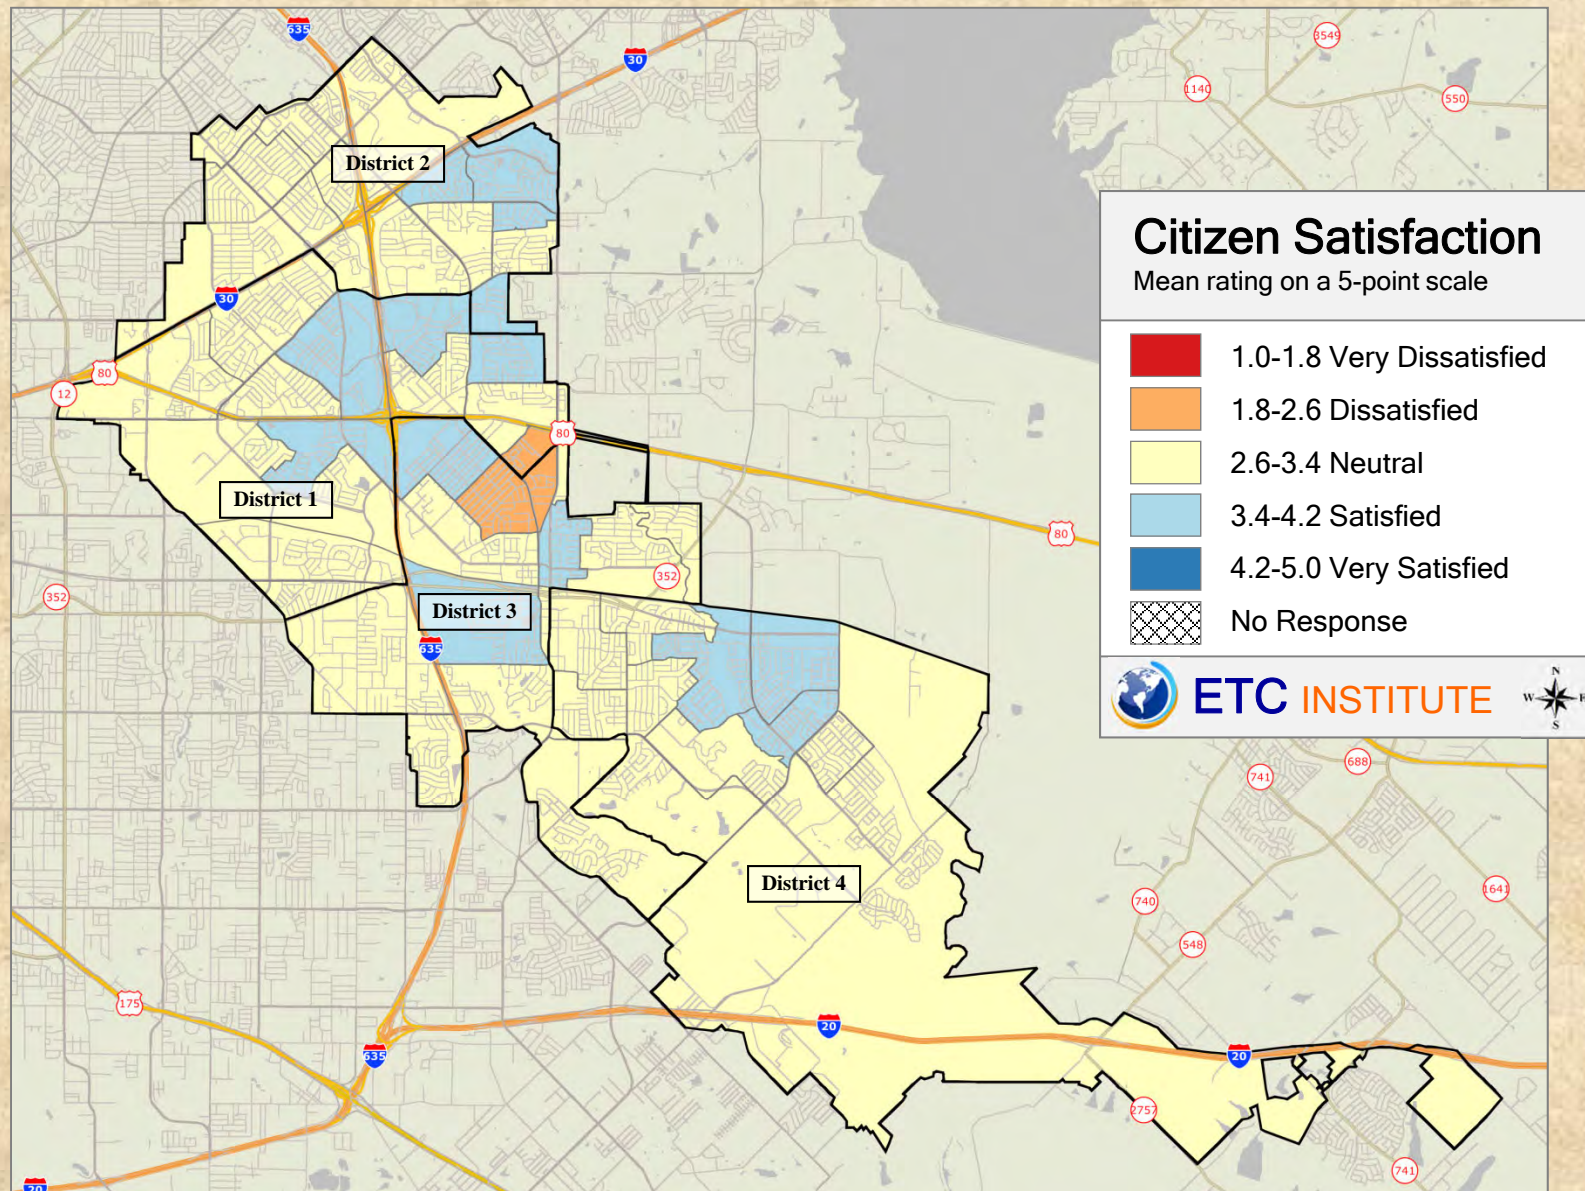 635
30
3549
1140
550
District 2
Citizen Satisfaction
Mean rating on a 5-point scale
30
1.0-1.8 Very Dissatisfied
80
12
1.8-2.6 Dissatisfied
80
2.6-3.4 Neutral
District 1
3.4-4.2 Satisfied
80
4.2-5.0 Very Satisfied
352
352
District 3
No Response
635
ETC INSTITUTE
N
W E
S
688
741
District 4
740
1641
548
175
20
635
20
2757
741
20